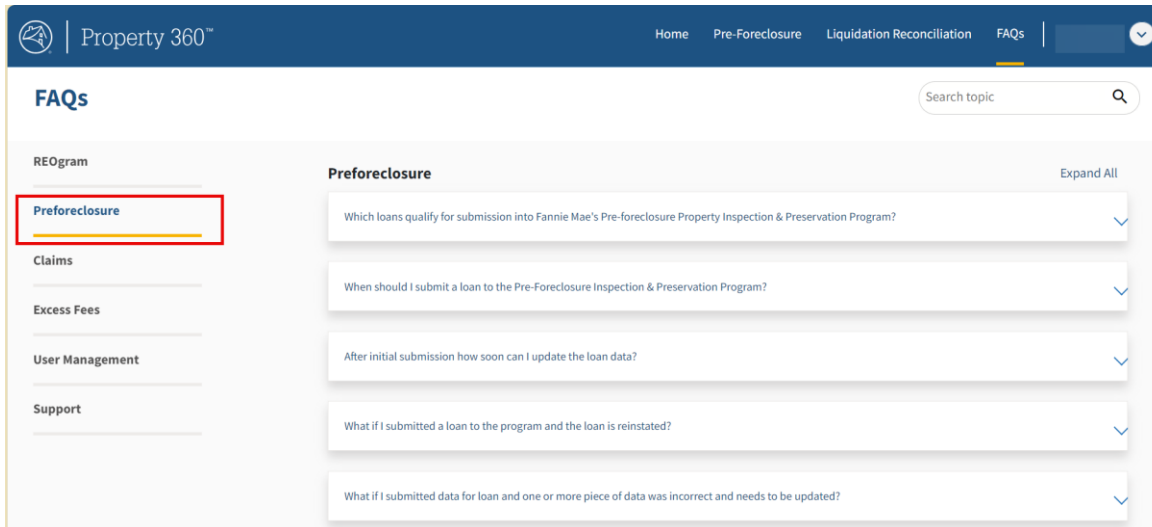 Property 360™
Home Pre-Foreclosure Liquidation Reconciliation FAQs
FAQs
Search topic
REOgram
Preforeclosure
Claims
Excess Fees
User Management
Support
Preforeclosure
Expand All
Which loans qualify for submission into Fannie Mae's Pre-foreclosure Property Inspection & Preservation Program?
When should I submit a loan to the Pre-Foreclosure Inspection & Preservation Program?
After initial submission how soon can I update the loan data?
What if I submitted a loan to the program and the loan is reinstated?
What if I submitted data for loan and one or more piece of data was incorrect and needs to be updated?